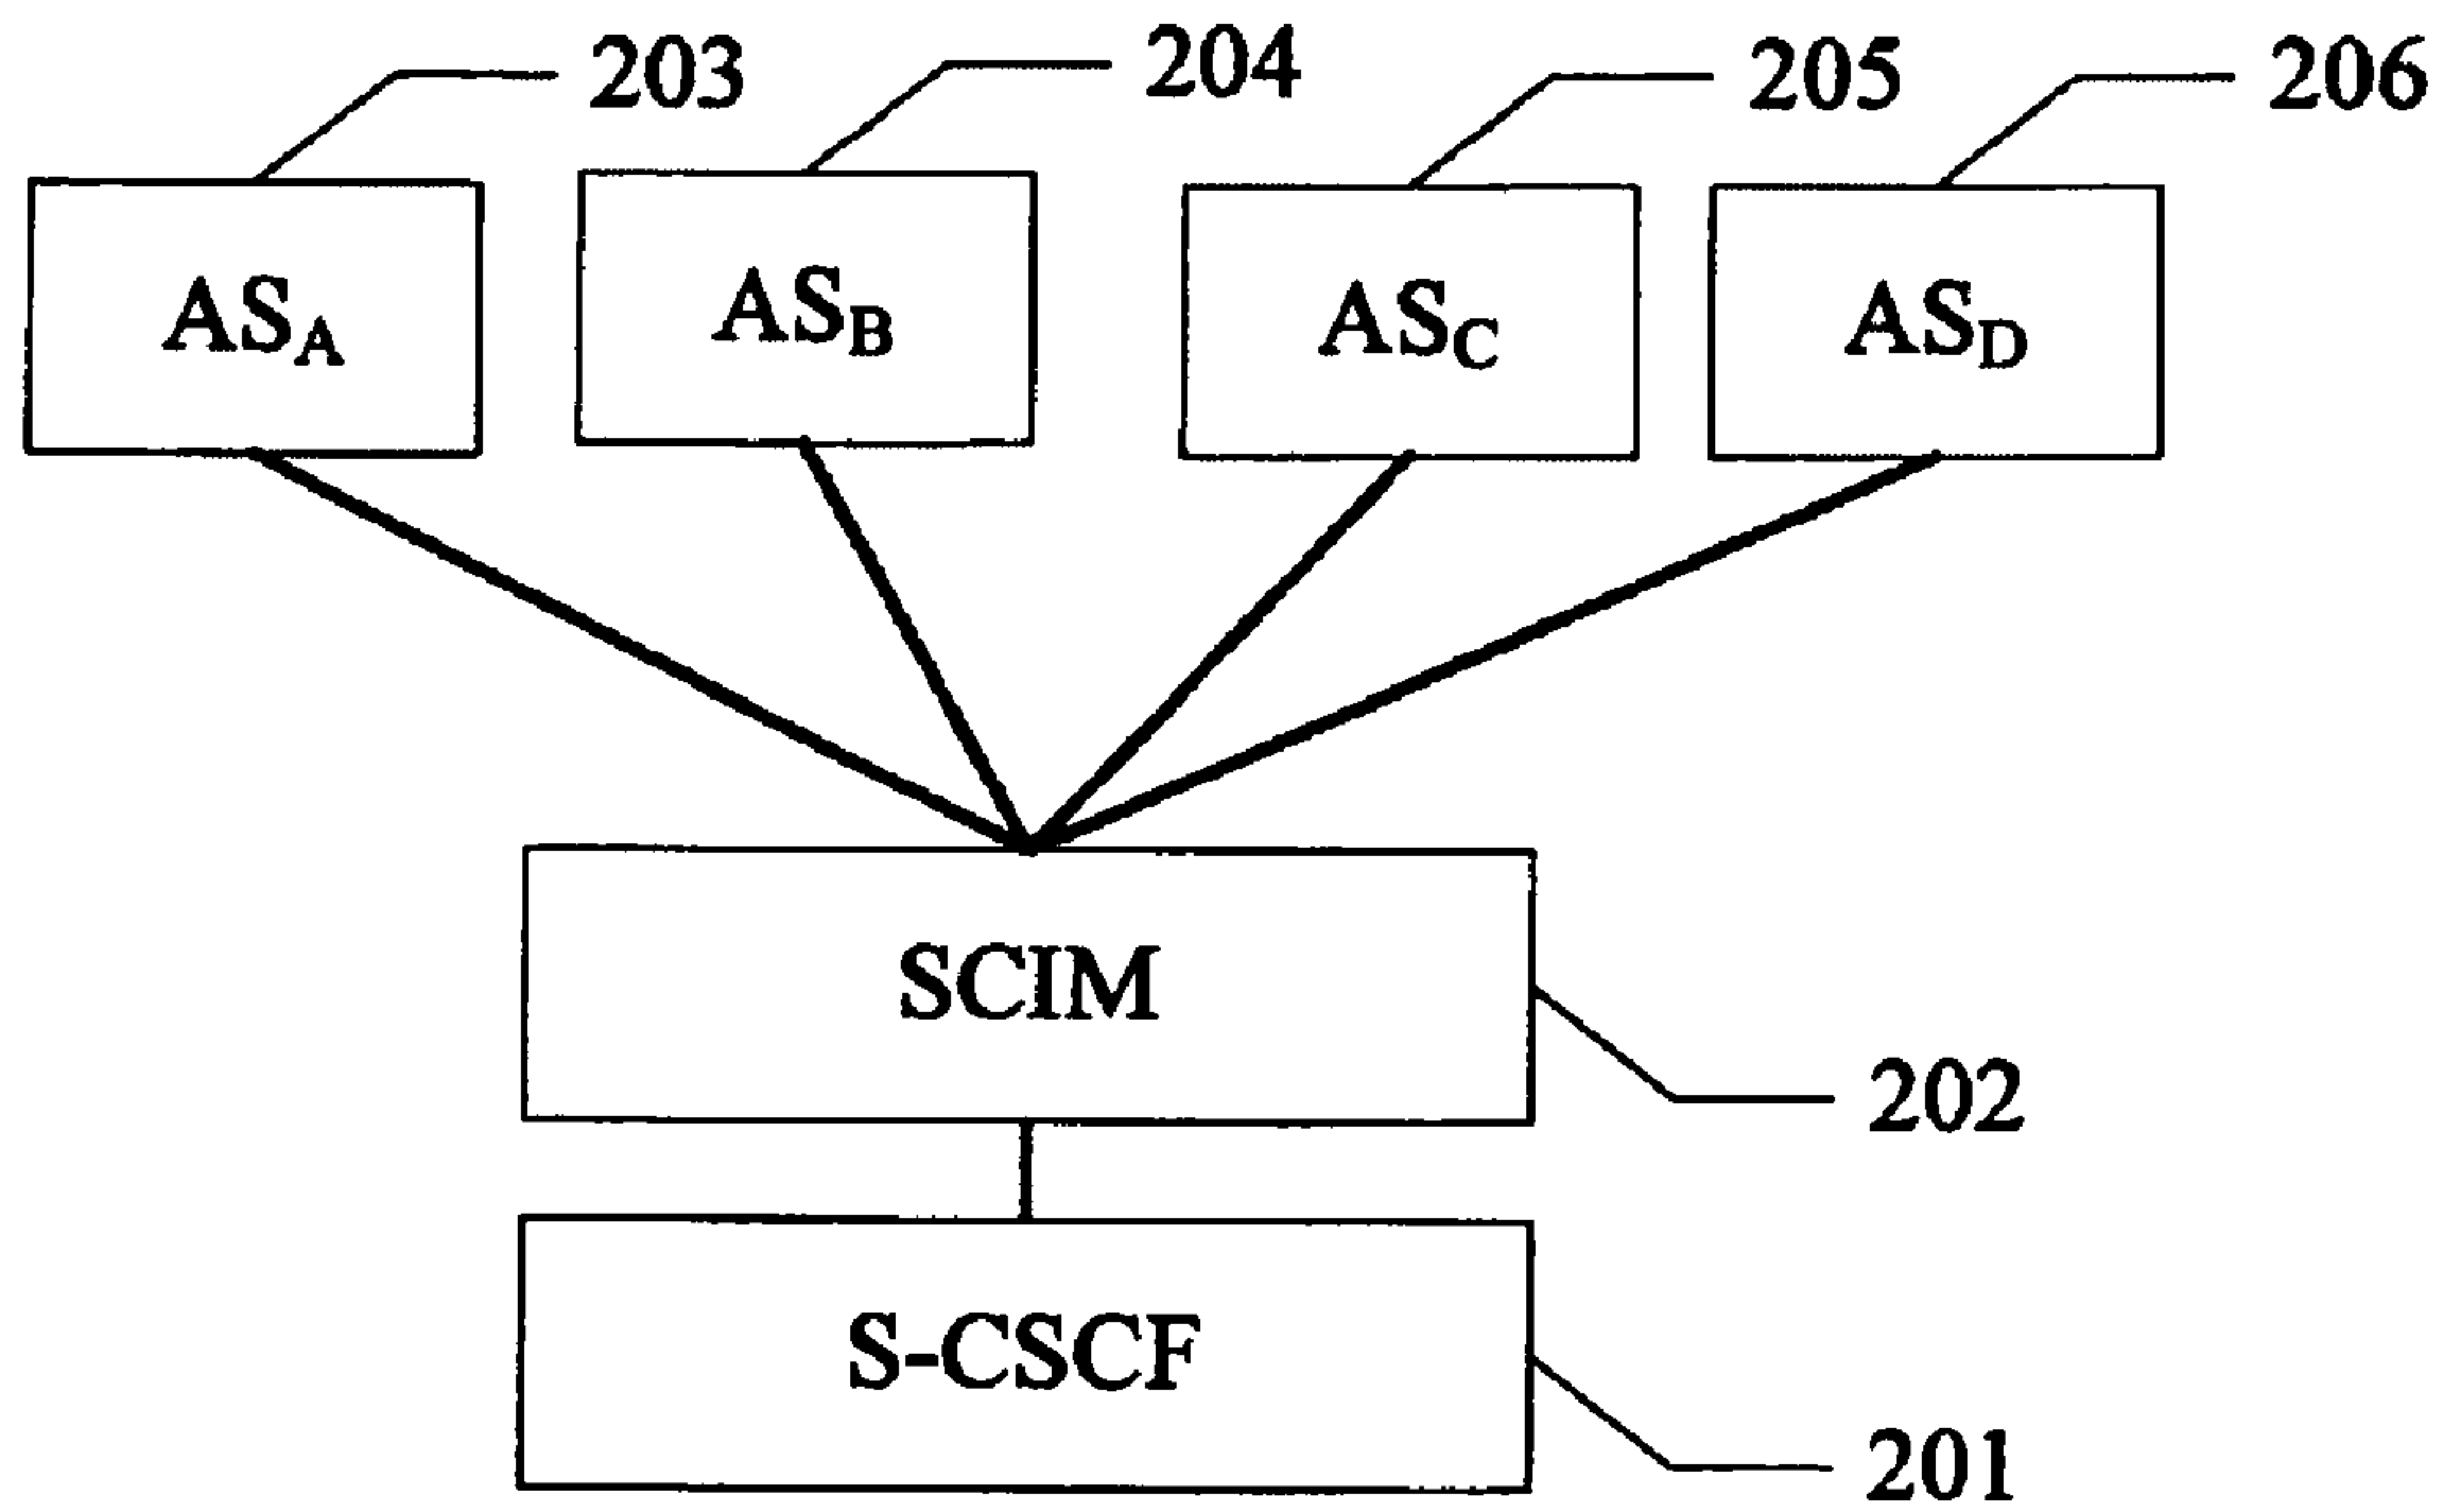 203 204 205 206
ASA ASB ASC ASD
SCIM
202
S-CSCF
201